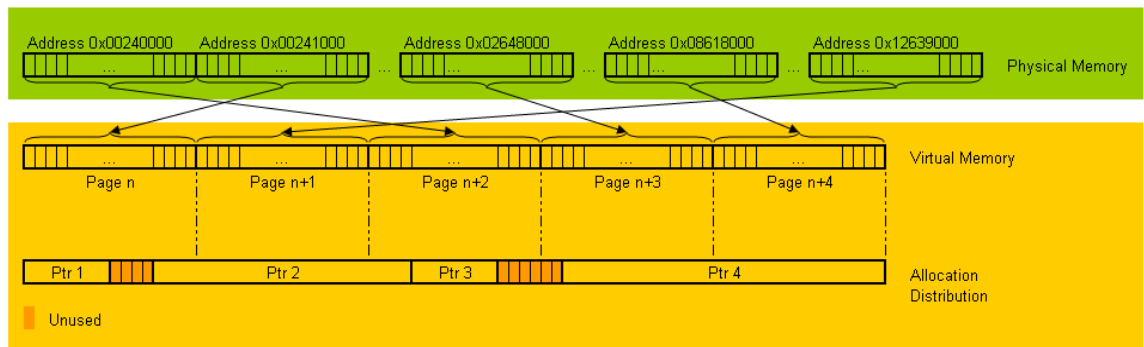 Address 0x00240000 Address 0x00241000 Address 0x02648000 Address 0x08618000 Address 0x12639000
... ... ... ... ... ... ... ...
Physical Memory
... ... ... ... ...
Virtual Memory
Page n Page n+1 Page n+2 Page n+3 Page n+4
Ptr 1 Ptr 2 Ptr 3 Ptr 4
Allocation
Distribution
Unused